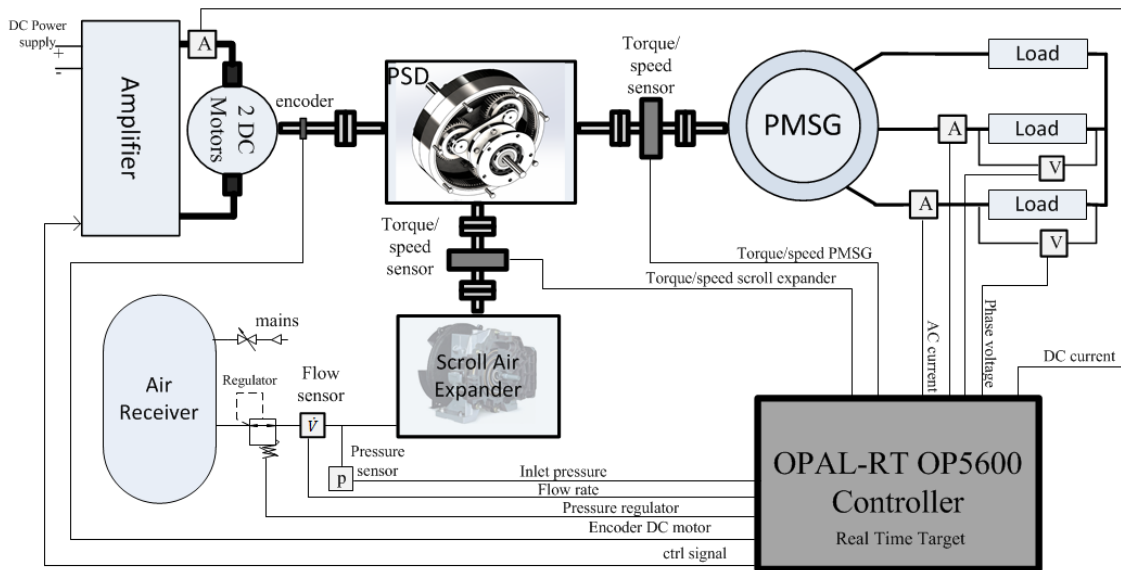 DC Power
supply
+
-
Amplifier
A
2 DC
Motors
encoder
PSD
Torque/
speed
sensor
PMSG
Load
A
Load
V
A
Load
V
Torque/
speed
sensor
Torque/speed PMSG
Torque/speed scroll expander
AC current
Phase voltage
DC current
mains
Air
Receiver
Regulator
Flow
sensor
V̇
Scroll Air
Expander
Pressure
sensor
p
Inlet pressure
Flow rate
Pressure regulator
Encoder DC motor
ctrl signal
OPAL-RT OP5600
Controller
Real Time Target